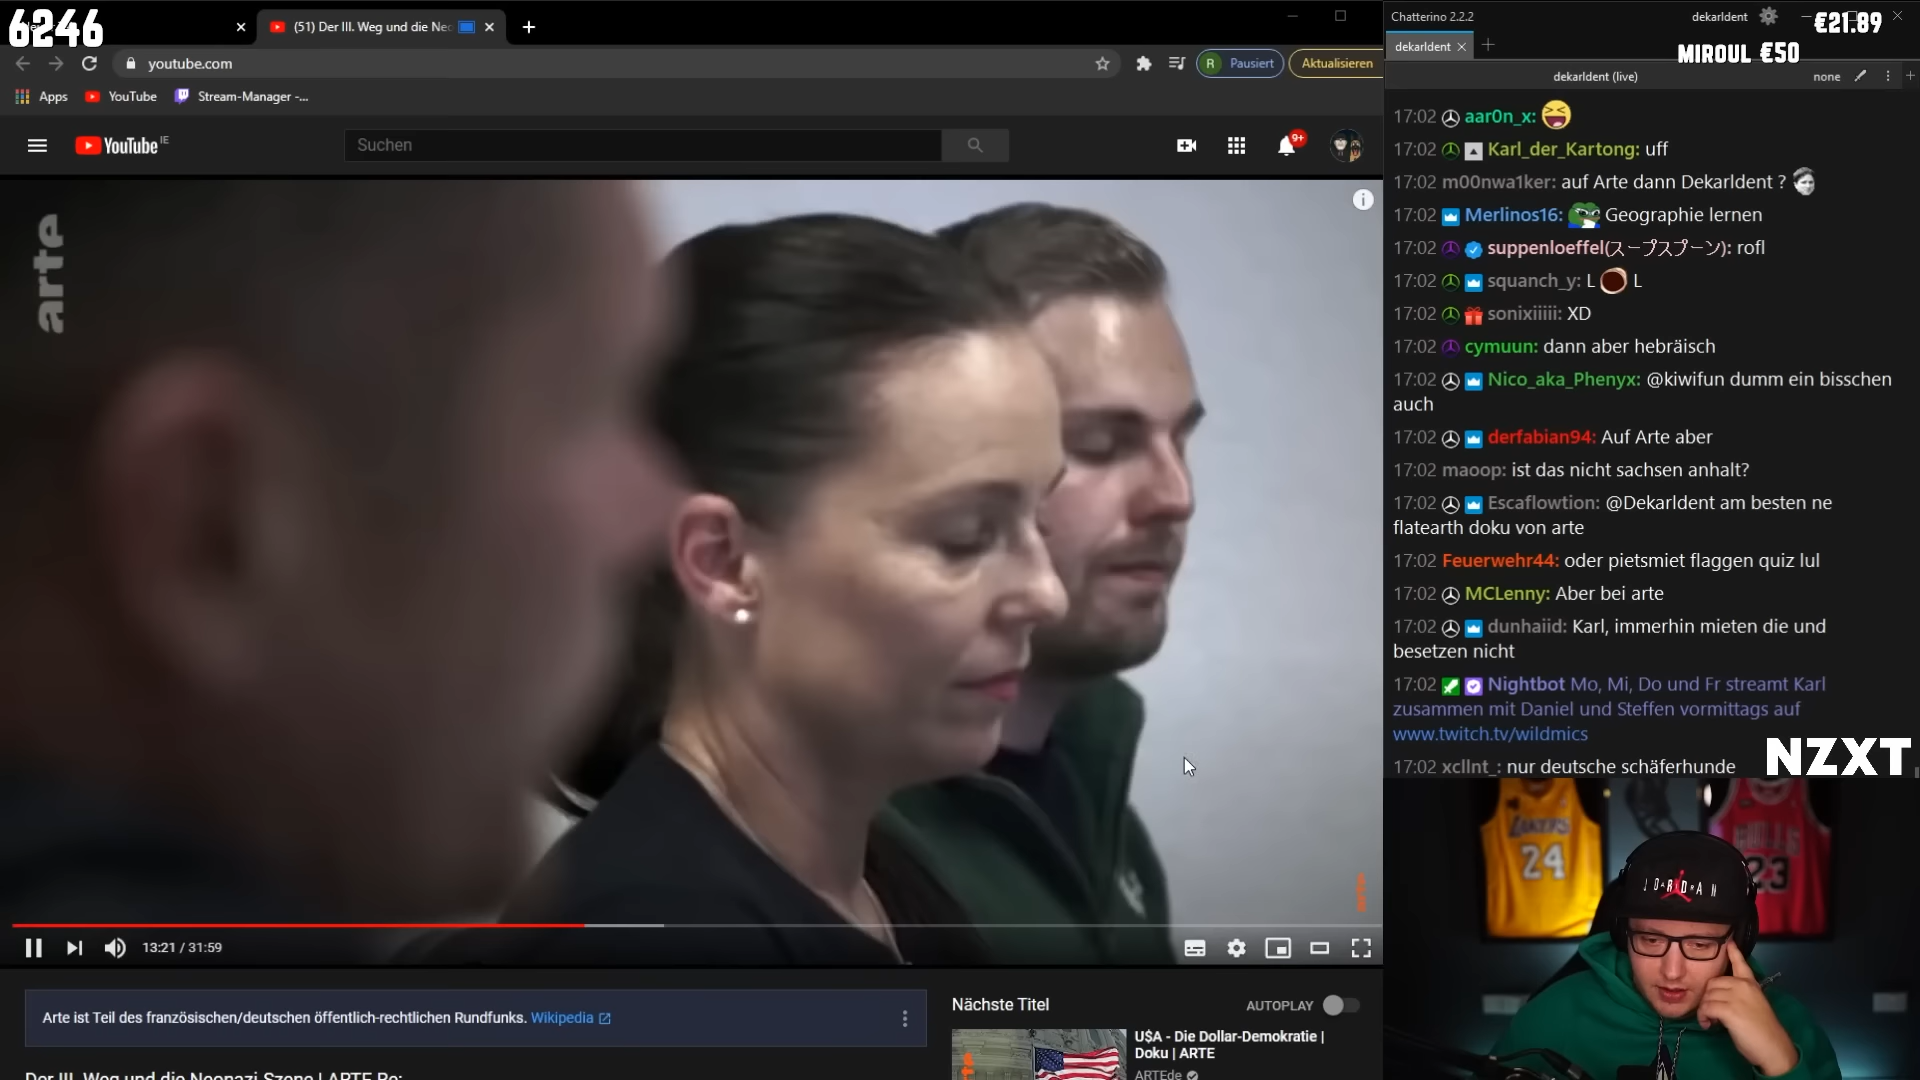 6246
(51) Der III. Weg und die Neo
youtube.com
Pausiert
R
Aktualisieren
Apps
YouTube
Stream-Manager -...
YouTube IE
Suchen
9+
arte
13:21 / 31:59
Arte ist Teil des französischen/deutschen öffentlich-rechtlichen Rundfunks. Wikipedia
Der III. Weg und die Neonazi Szene | ARTE Re:
Nächste Titel
AUTOPLAY
U$A - Die Dollar-Demokratie |
Doku | ARTE
ARTEde
Chatterino 2.2.2
dekarldent
€21.89
dekarldent
MIROUL €50
dekarldent (live)
none
17:02 aar0n_x:
17:02 Karl_der_Kartong: uff
17:02 m00nwa1ker: auf Arte dann Dekarldent ?
17:02 Merlinos16: Geographie lernen
17:02 suppenloeffel(スープスプーン): rofl
17:02 squanch_y: L L
17:02 sonixiiiii: XD
17:02 cymuun: dann aber hebräisch
17:02 Nico_aka_Phenyx: @kiwifun dumm ein bisschen
auch
17:02 derfabian94: Auf Arte aber
17:02 maoop: ist das nicht sachsen anhalt?
17:02 Escaflowtion: @Dekarldent am besten ne
flatearth doku von arte
17:02 Feuerwehr44: oder pietsmiet flaggen quiz lul
17:02 MCLenny: Aber bei arte
17:02 dunhaiid: Karl, immerhin mieten die und
besetzen nicht
17:02 Nightbot Mo, Mi, Do und Fr streamt Karl
zusammen mit Daniel und Steffen vormittags auf
www.twitch.tv/wildmics
17:02 xcllnt_: nur deutsche schäferhunde
NZXT
LAKERS
24
BULLS
23
JORDAN